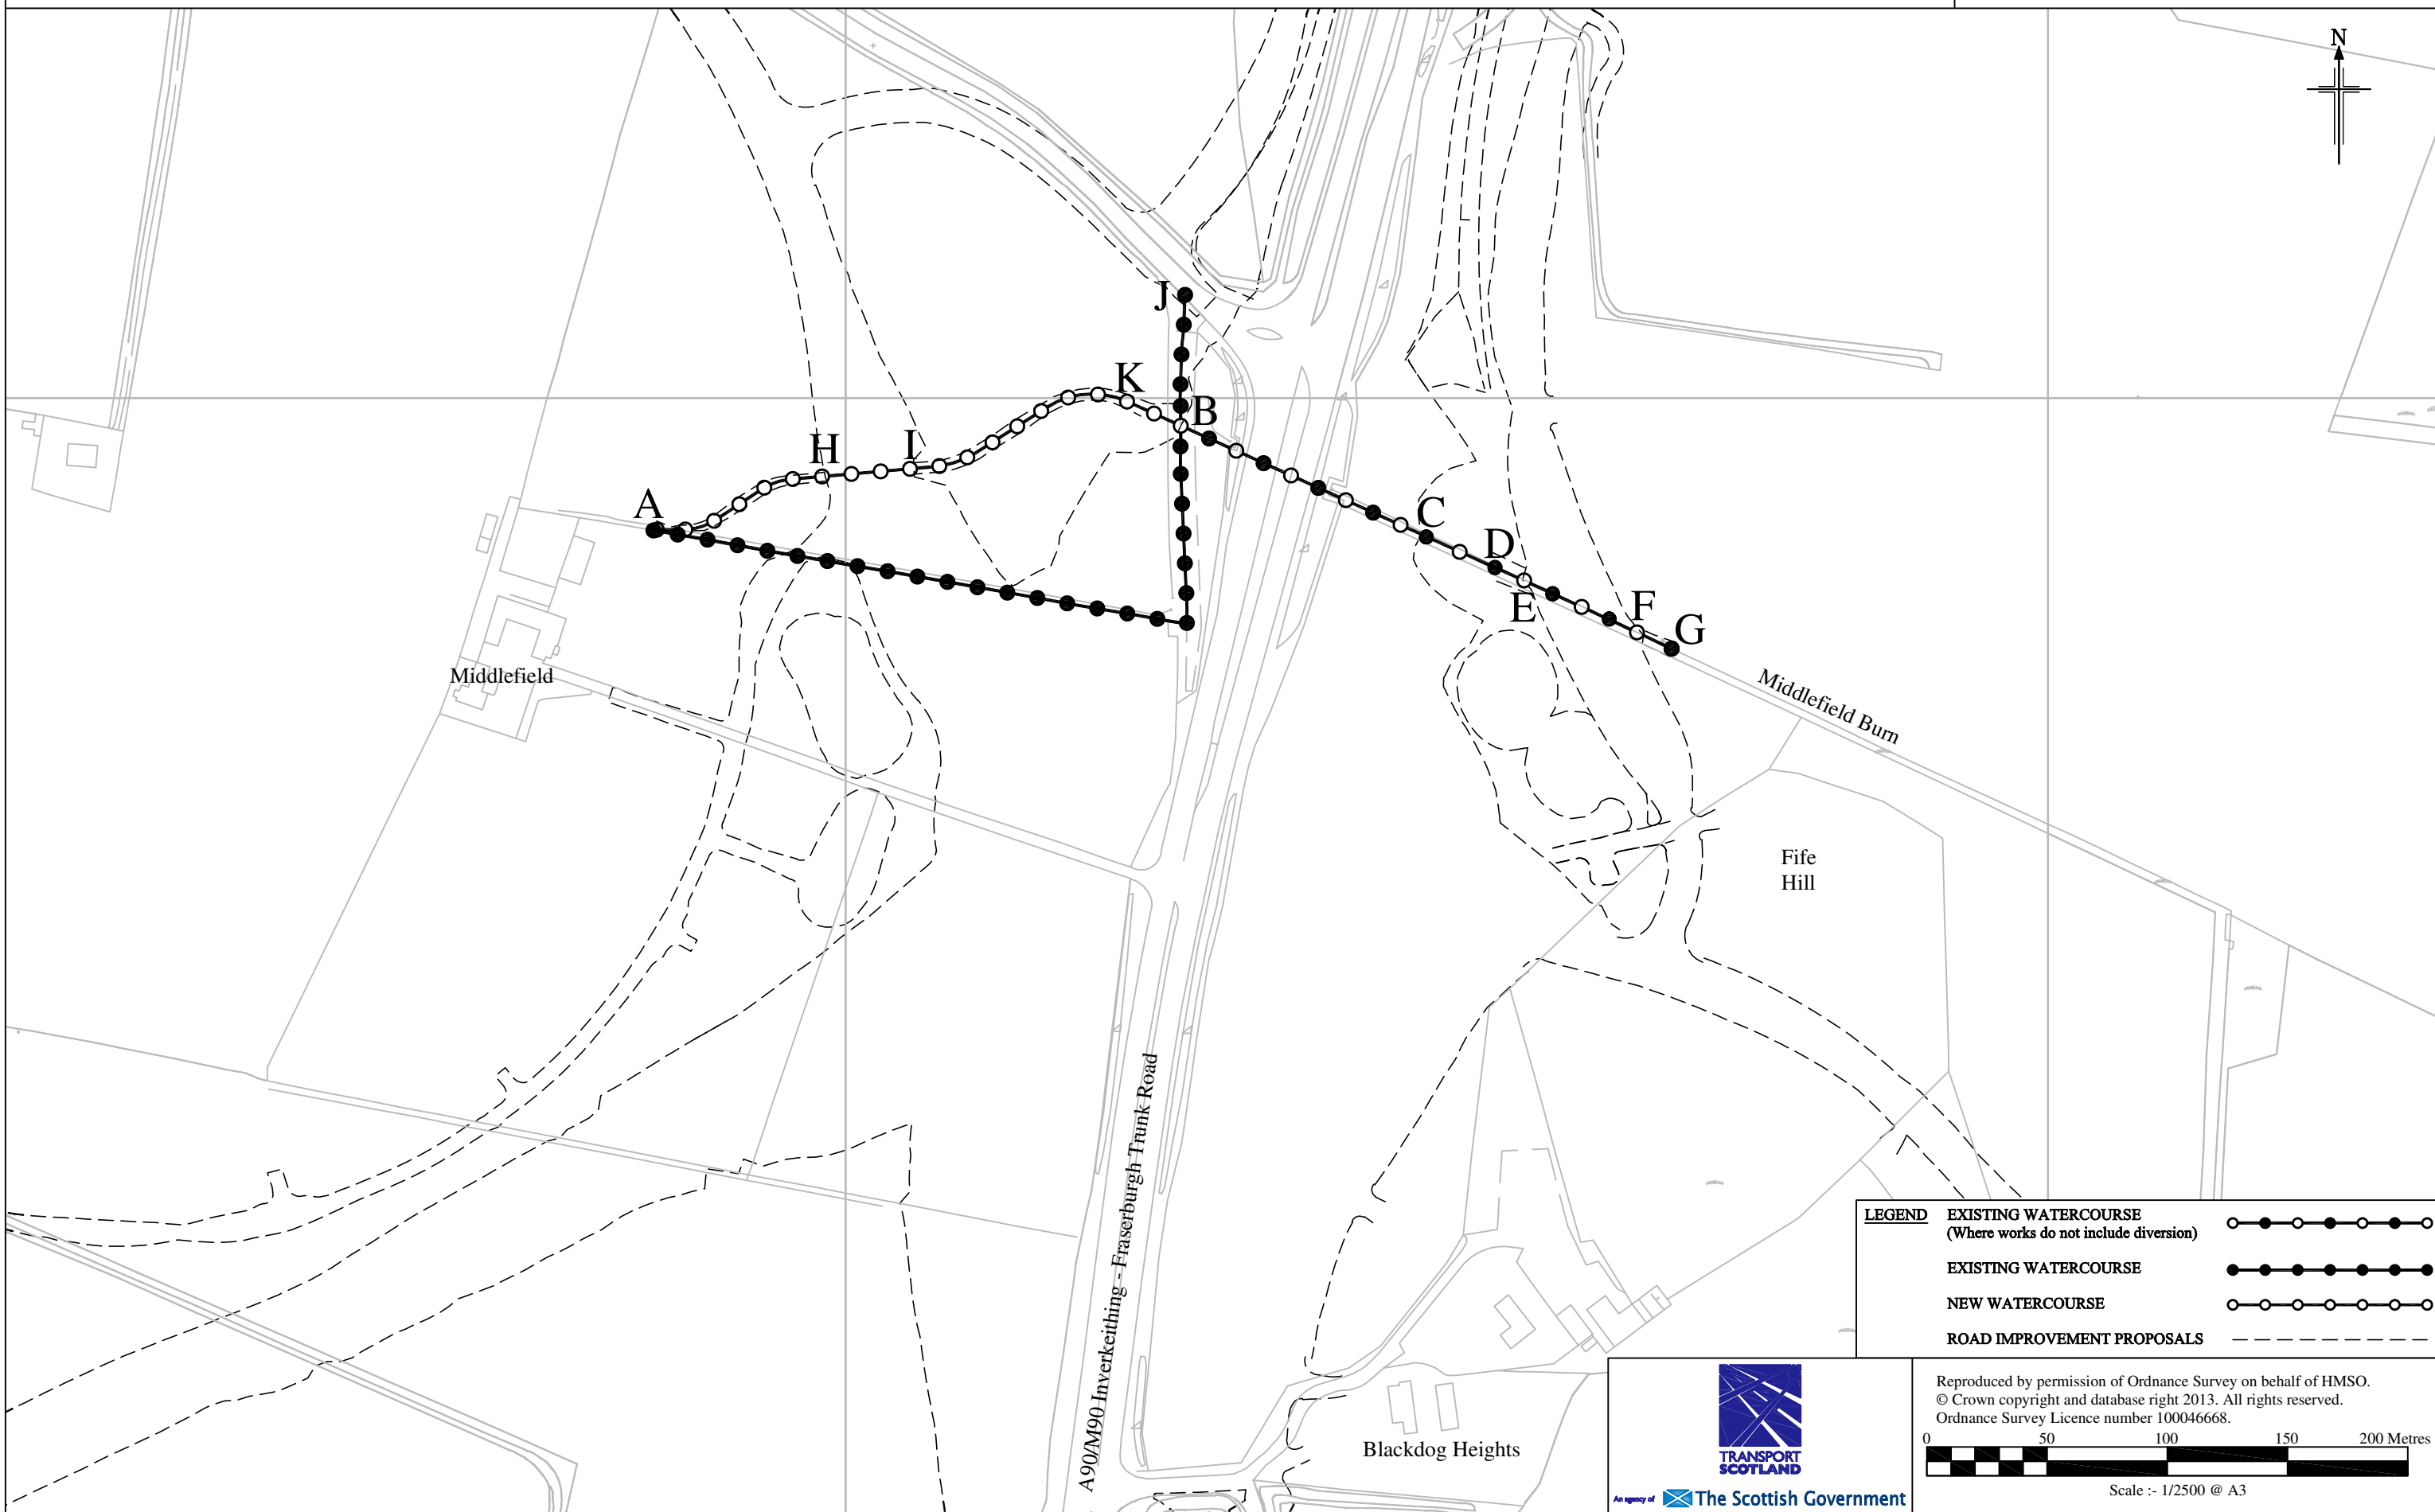 N
J
K
B
H
I
A
C
D
E
F
G
Middlefield
Middlefield Burn
Fife
Hill
A90/M90 Inverkeithing - Fraserburgh Trunk Road
Blackdog Heights
LEGEND
EXISTING WATERCOURSE
(Where works do not include diversion)
EXISTING WATERCOURSE
NEW WATERCOURSE
ROAD IMPROVEMENT PROPOSALS
TRANSPORT
SCOTLAND
An agency of The Scottish Government
Reproduced by permission of Ordnance Survey on behalf of HMSO.
© Crown copyright and database right 2013. All rights reserved.
Ordnance Survey Licence number 100046668.
0 50 100 150 200 Metres
Scale :- 1/2500 @ A3